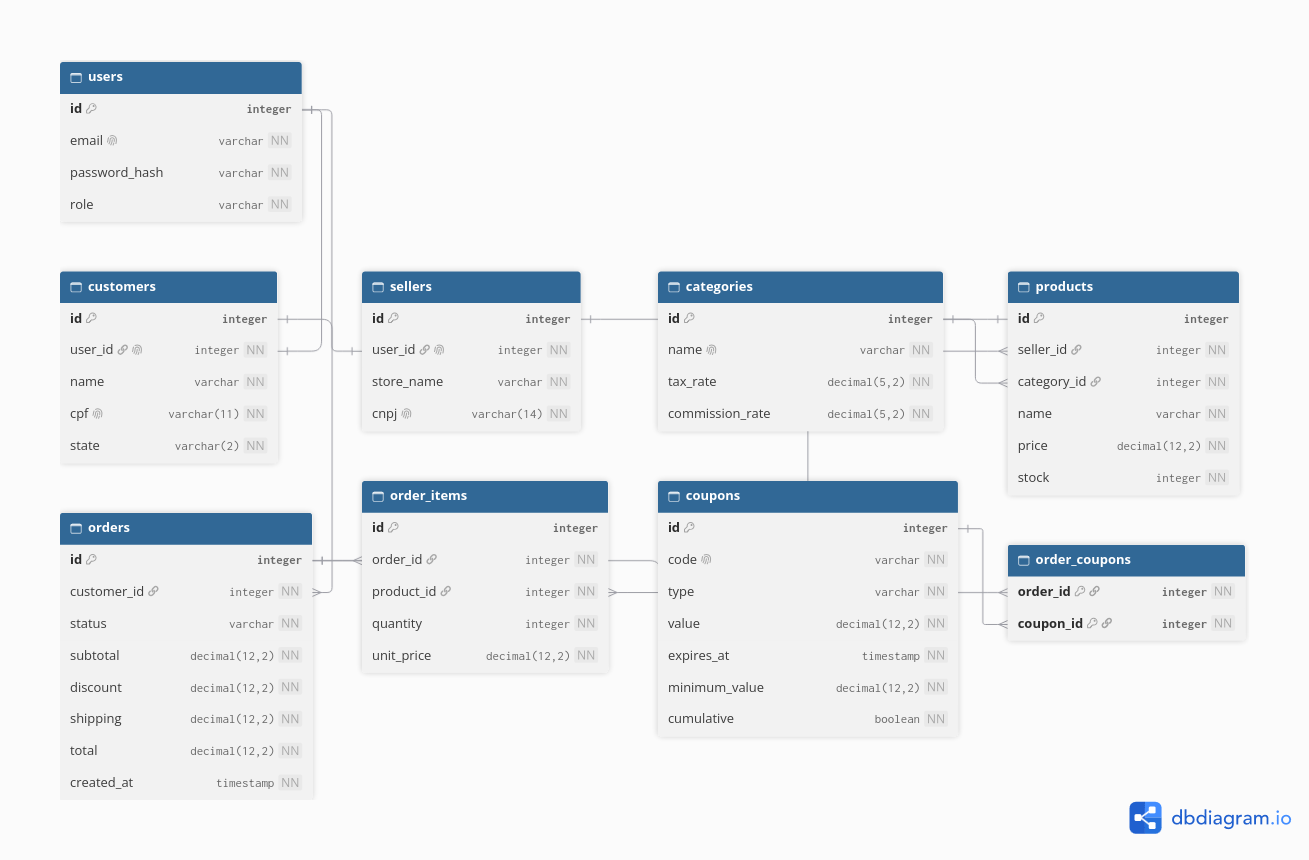 users
id integer
email varchar NN
password_hash varchar NN
role varchar NN
customers
id integer
user_id integer NN
name varchar NN
cpf varchar(11) NN
state varchar(2) NN
sellers
id integer
user_id integer NN
store_name varchar NN
cnpj varchar(14) NN
categories
id integer
name varchar NN
tax_rate decimal(5,2) NN
commission_rate decimal(5,2) NN
products
id integer
seller_id integer NN
category_id integer NN
name varchar NN
price decimal(12,2) NN
stock integer NN
orders
id integer
customer_id integer NN
status varchar NN
subtotal decimal(12,2) NN
discount decimal(12,2) NN
shipping decimal(12,2) NN
total decimal(12,2) NN
created_at timestamp NN
order_items
id integer
order_id integer NN
product_id integer NN
quantity integer NN
unit_price decimal(12,2) NN
coupons
id integer
code varchar NN
type varchar NN
value decimal(12,2) NN
expires_at timestamp NN
minimum_value decimal(12,2) NN
cumulative boolean NN
order_coupons
order_id integer NN
coupon_id integer NN
dbdiagram.io